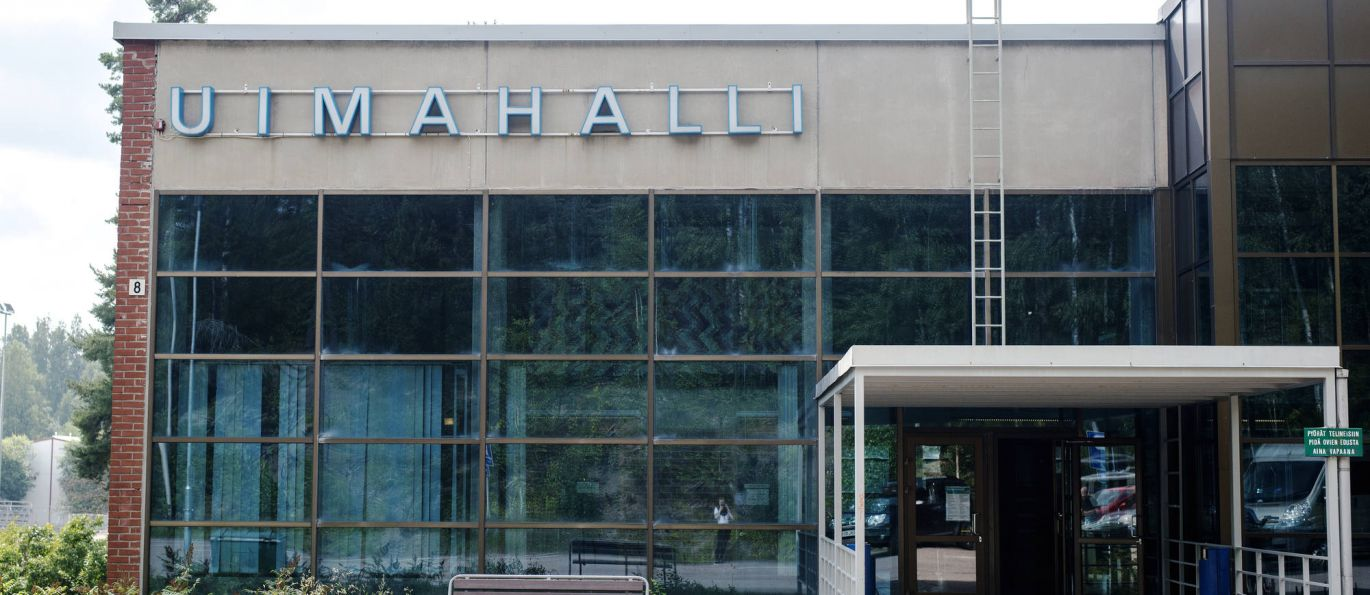 UIMAHALLI
8
PYÖRÄT TELINEISIIN
PIDÄ OVIEN EDUSTA
AINA VAPAANA